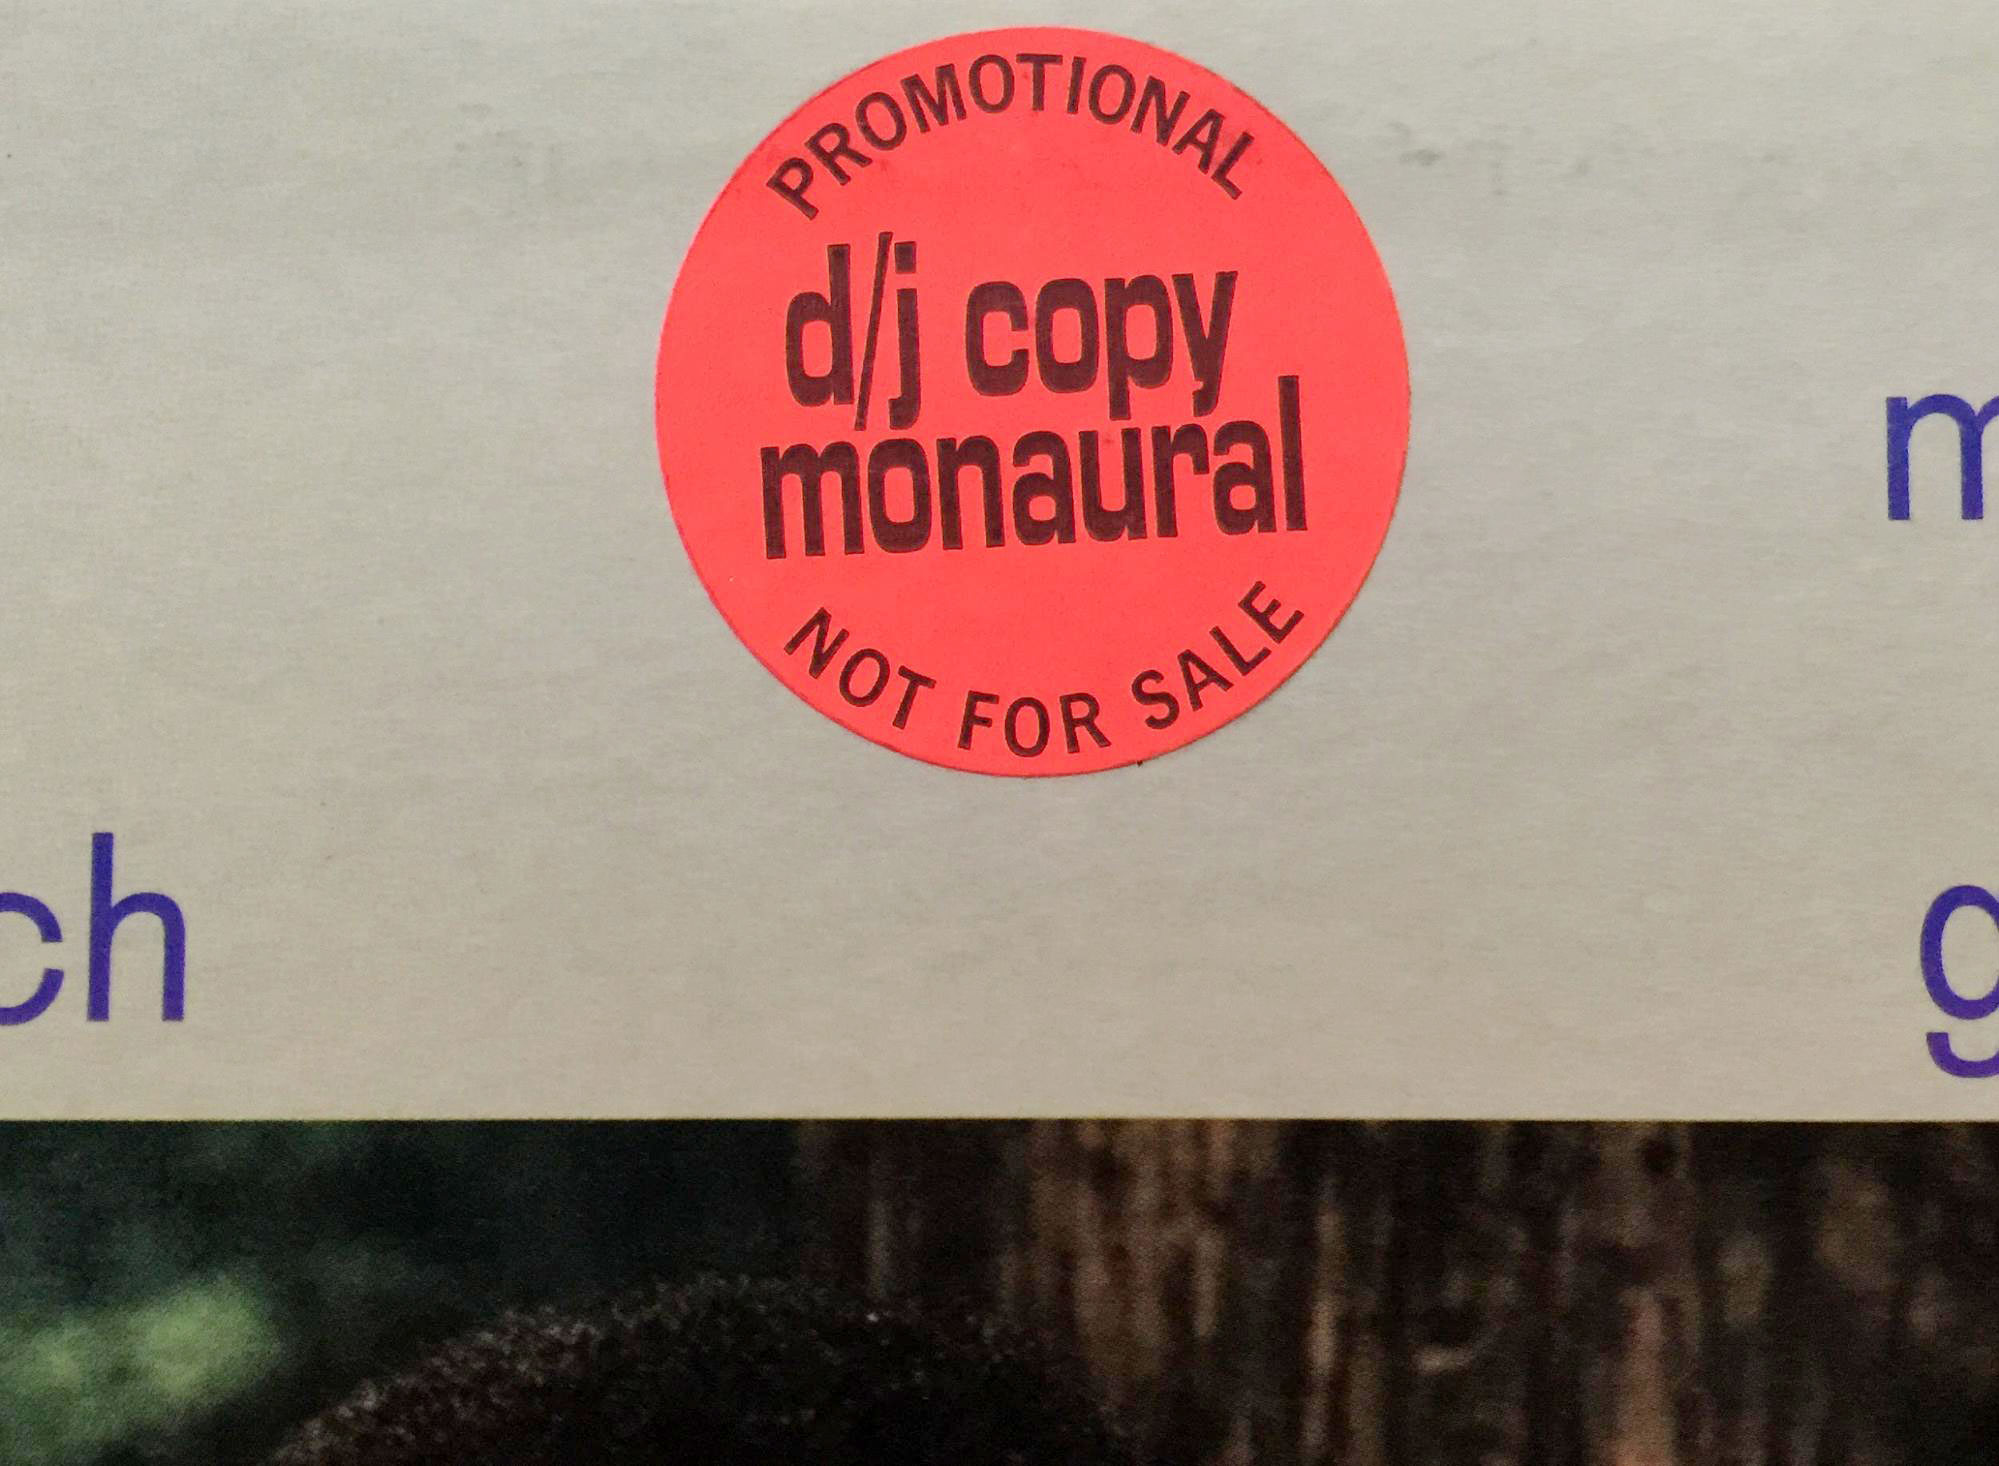 PROMOTIONAL
d/j copy
monaural
NOT FOR SALE
m
ch
g